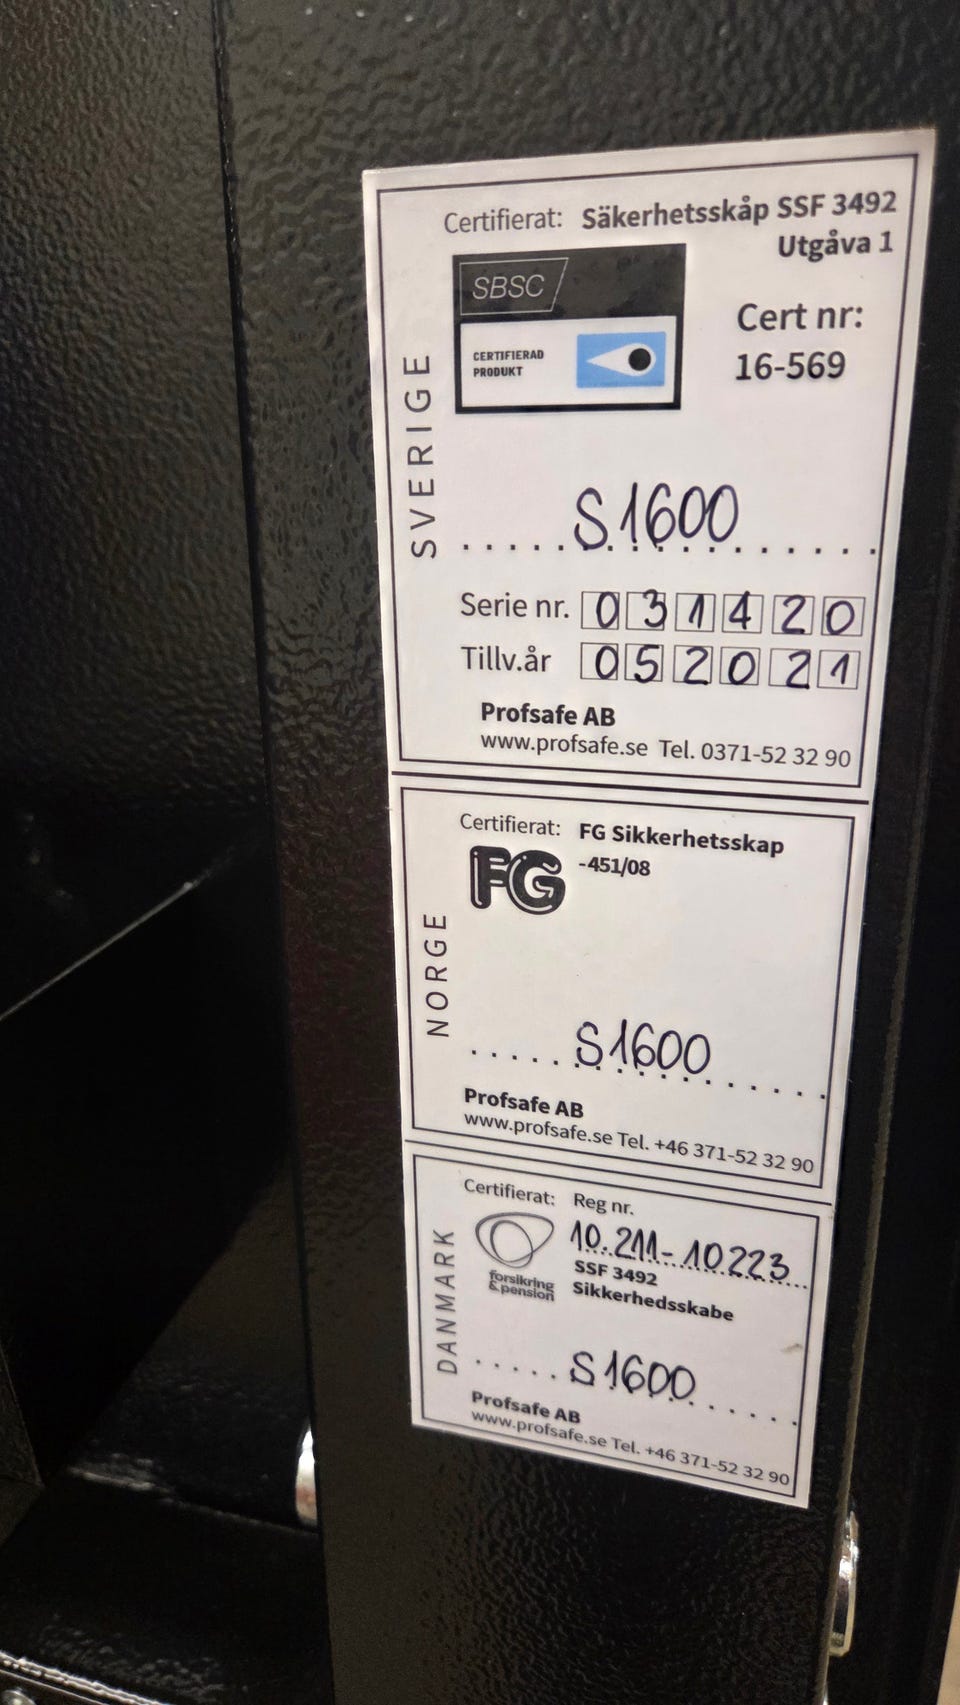 Certifierat: Säkerhetsskåp SSF 3492
Utgåva 1
SBSC
CERTIFIERAD
PRODUKT
Cert nr:
16-569
SVERIGE
S1600
Serie nr. 031420
Tillv.år 052021
Profsafe AB
www.profsafe.se Tel. 0371-52 32 90
Certifierat: FG Sikkerhetsskap
-451/08
FG
NORGE
S1600
Profsafe AB
www.profsafe.se Tel. +46 371-52 32 90
Certifierat: Reg nr.
10.211-10223
forsikring
&pension
SSF 3492
Sikkerhedsskabe
DANMARK
S1600
Profsafe AB
www.profsafe.se Tel. +46 371-52 32 90